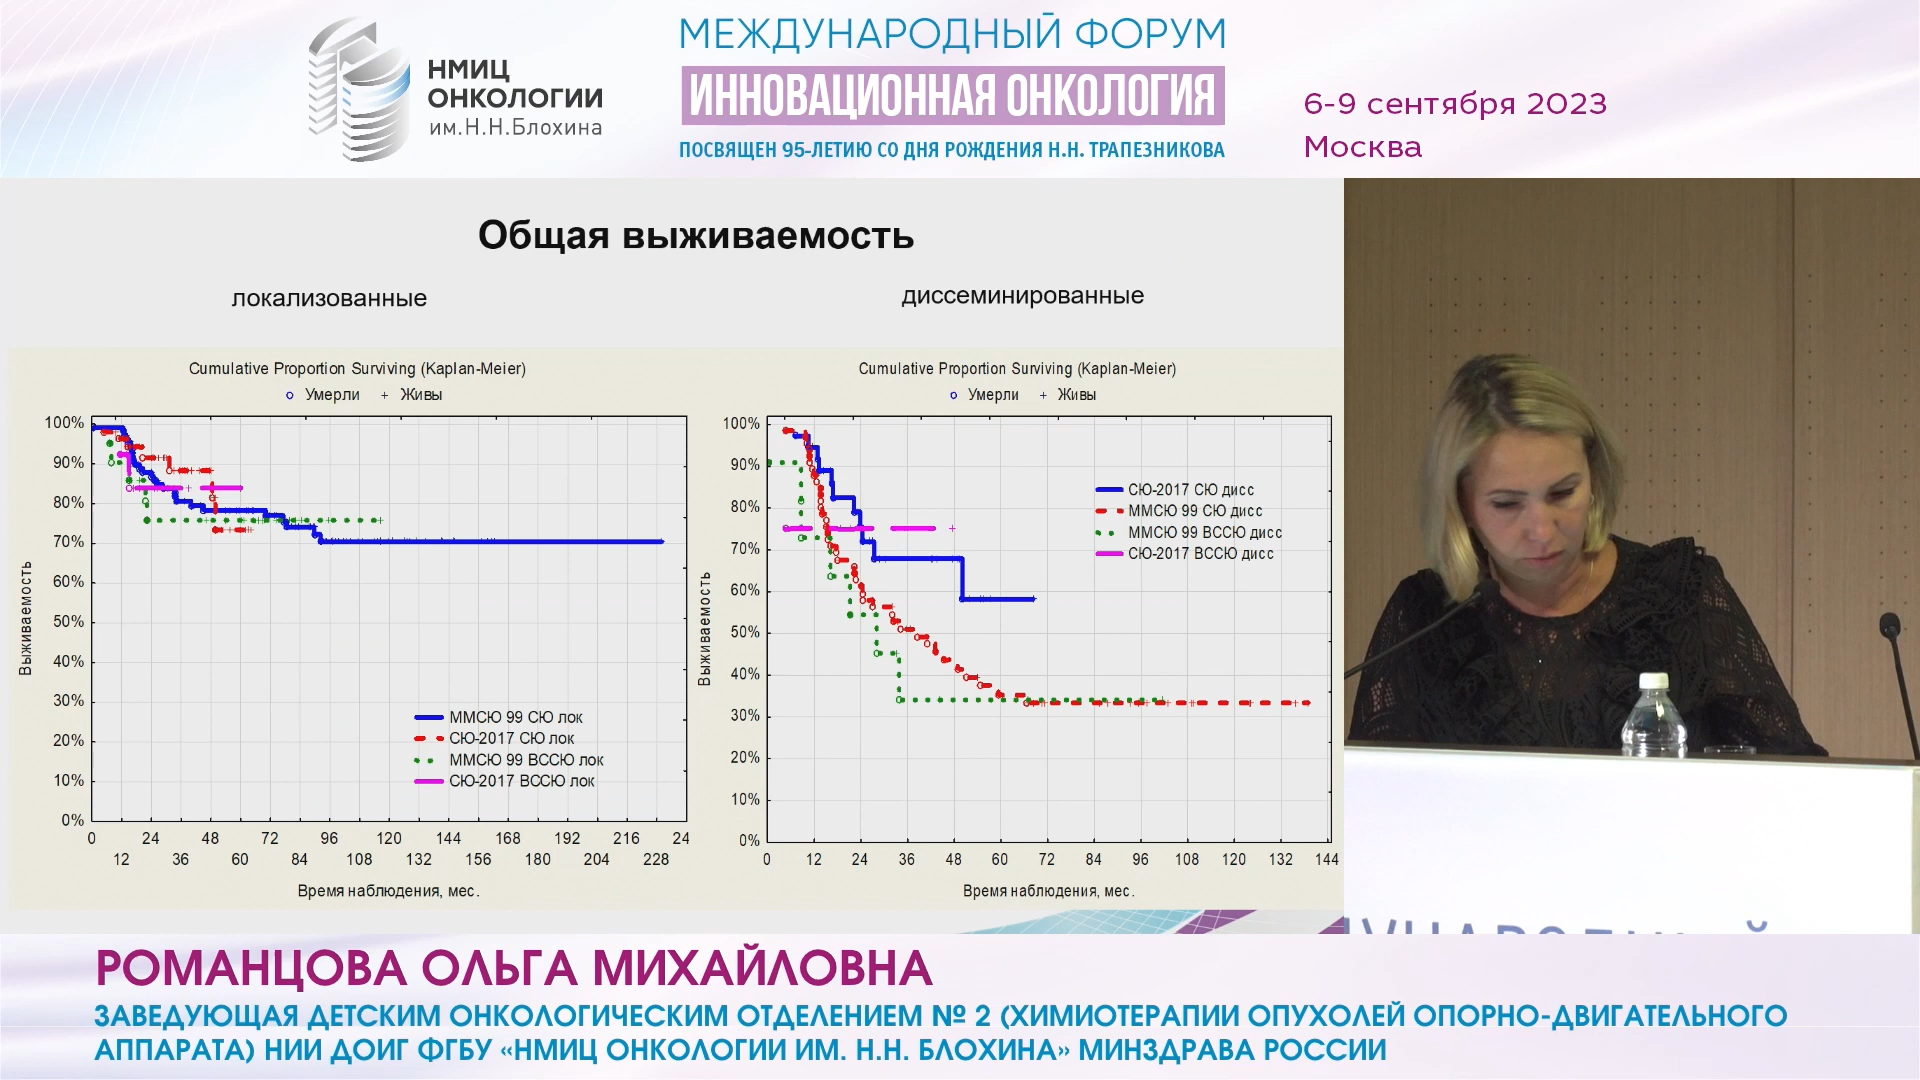 НМИЦ
ОНКОЛОГИИ
им.Н.Н.Блохина
МЕЖДУНАРОДНЫЙ ФОРУМ
ИННОВАЦИОННАЯ ОНКОЛОГИЯ
ПОСВЯЩЕН 95-ЛЕТИЮ СО ДНЯ РОЖДЕНИЯ Н.Н. ТРАПЕЗНИКОВА
6-9 сентября 2023
Москва
Общая выживаемость
локализованные
диссеминированные
Cumulative Proportion Surviving (Kaplan-Meier)
Умерли + Живы
100%
90%
80%
70%
60%
50%
40%
30%
20%
10%
0%
Выживаемость
ММСЮ 99 СЮ лок
СЮ-2017 СЮ лок
ММСЮ 99 ВССЮ лок
СЮ-2017 ВССЮ лок
0 24 48 72 96 120 144 168 192 216 24
12 36 60 84 108 132 156 180 204 228
Время наблюдения, мес.
Cumulative Proportion Surviving (Kaplan-Meier)
Умерли + Живы
100%
90%
80%
70%
60%
50%
40%
30%
20%
10%
0%
Выживаемость
СЮ-2017 СЮ дисс
ММСЮ 99 СЮ дисс
ММСЮ 99 ВССЮ дисс
СЮ-2017 ВССЮ дисс
0 12 24 36 48 60 72 84 96 108 120 132 144
Время наблюдения, мес.
РОМАНЦОВА ОЛЬГА МИХАЙЛОВНА
ЗАВЕДУЮЩАЯ ДЕТСКИМ ОНКОЛОГИЧЕСКИМ ОТДЕЛЕНИЕМ № 2 (ХИМИОТЕРАПИИ ОПУХОЛЕЙ ОПОРНО-ДВИГАТЕЛЬНОГО
АППАРАТА) НИИ ДОИГ ФГБУ «НМИЦ ОНКОЛОГИИ ИМ. Н.Н. БЛОХИНА» МИНЗДРАВА РОССИИ